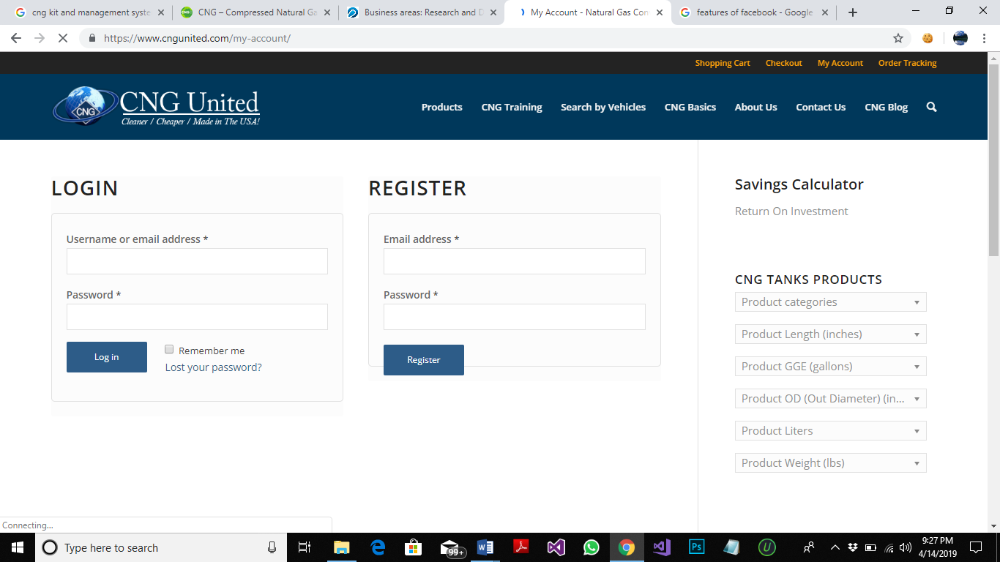 cng kit and management syste
CNG – Compressed Natural Ga
Business areas: Research and D
My Account - Natural Gas Con
features of facebook - Google
https://www.cngunited.com/my-account/
Shopping Cart Checkout My Account Order Tracking
CNG
CNG United
Cleaner / Cheaper / Made in The USA!
Products CNG Training Search by Vehicles CNG Basics About Us Contact Us CNG Blog
LOGIN
Username or email address *
Password *
Log in
Remember me
Lost your password?
REGISTER
Email address *
Password *
Register
Savings Calculator
Return On Investment
CNG TANKS PRODUCTS
Product categories
Product Length (inches)
Product GGE (gallons)
Product OD (Out Diameter) (in...
Product Liters
Product Weight (lbs)
Connecting...
Type here to search
99+
Ps
9:27 PM
4/14/2019